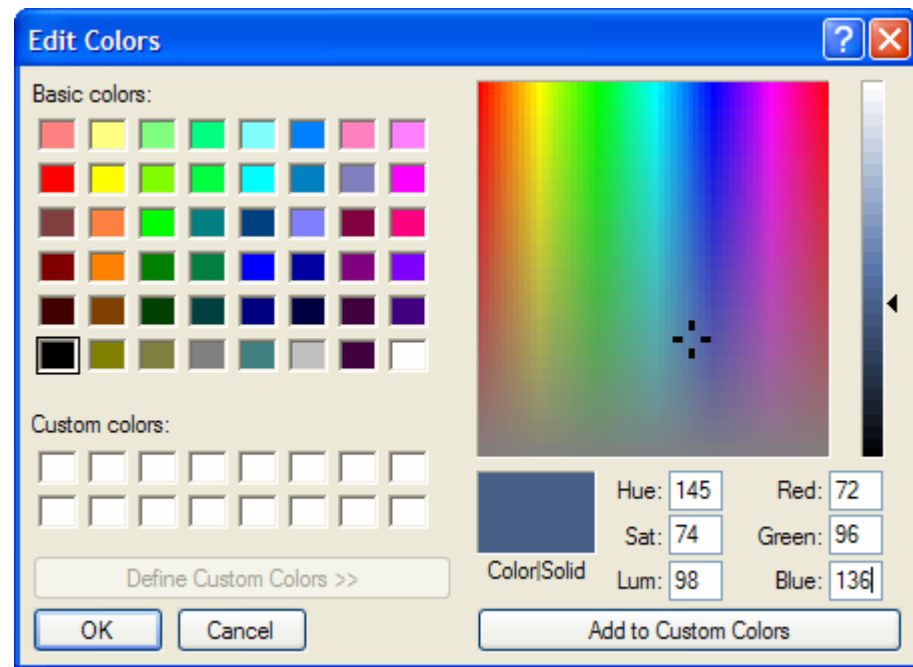 Edit Colors
Basic colors:
Custom colors:
Define Custom Colors >>
OK Cancel
Color|Solid
Hue: 145 Red: 72
Sat: 74 Green: 96
Lum: 98 Blue: 136
Add to Custom Colors